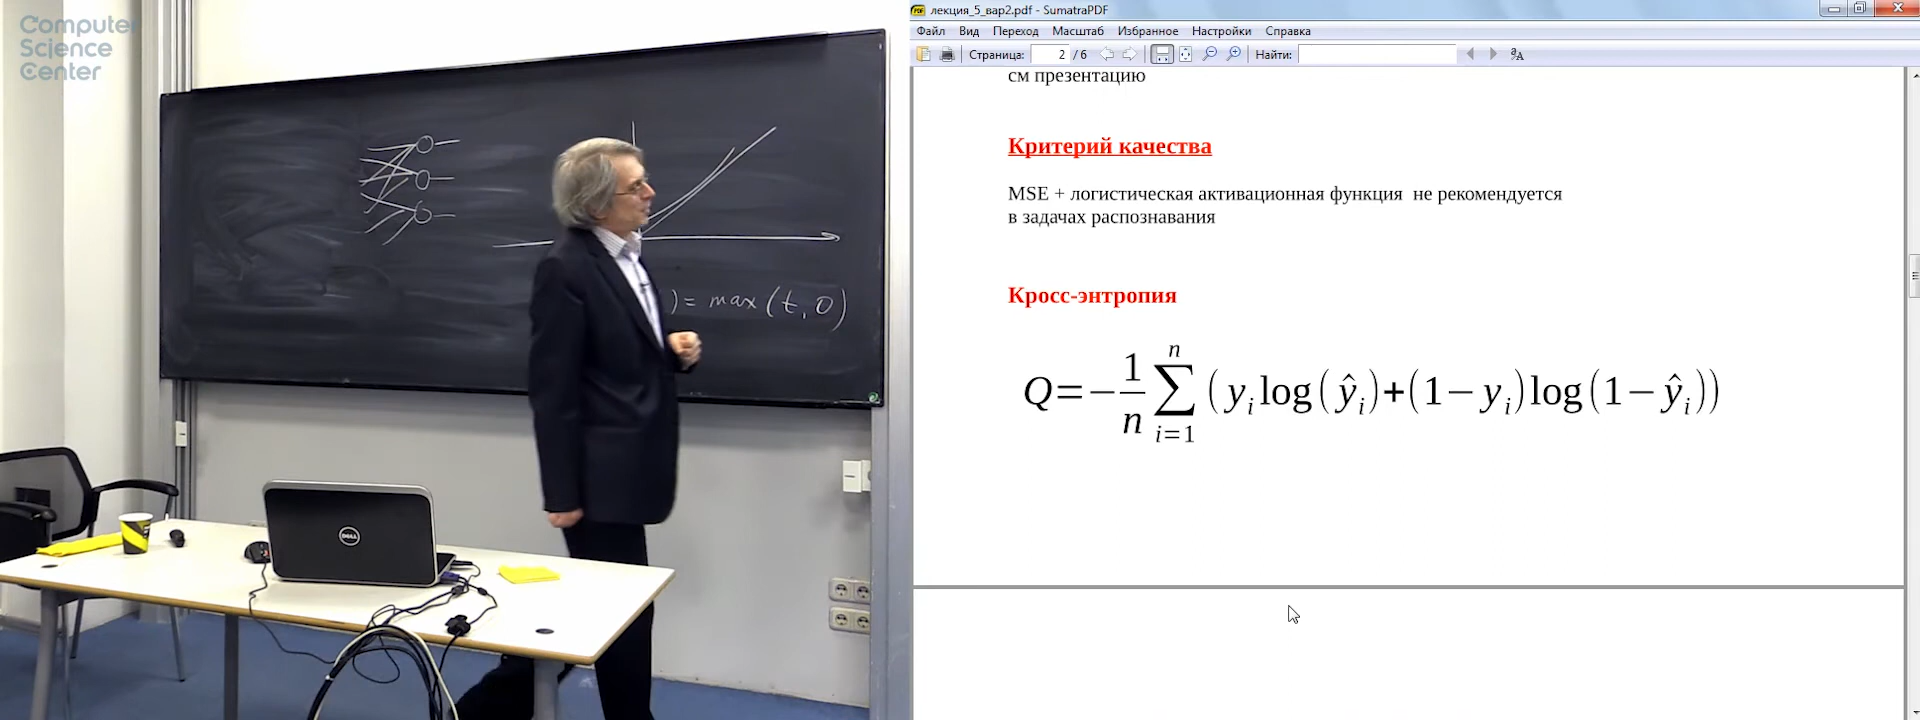 Computer
Science
Center
) = max (t, 0)
DELL
лекция_5_вар2.pdf - SumatraPDF
Файл Вид Переход Масштаб Избранное Настройки Справка
Страница: 2 / 6 Найти:
см презентацию
Критерий качества
MSE + логистическая активационная функция не рекомендуется
в задачах распознавания
Кросс-энтропия
Q=−1/n ∑_{i=1}^{n} (y_i log(ŷ_i)+(1−y_i)log(1−ŷ_i))